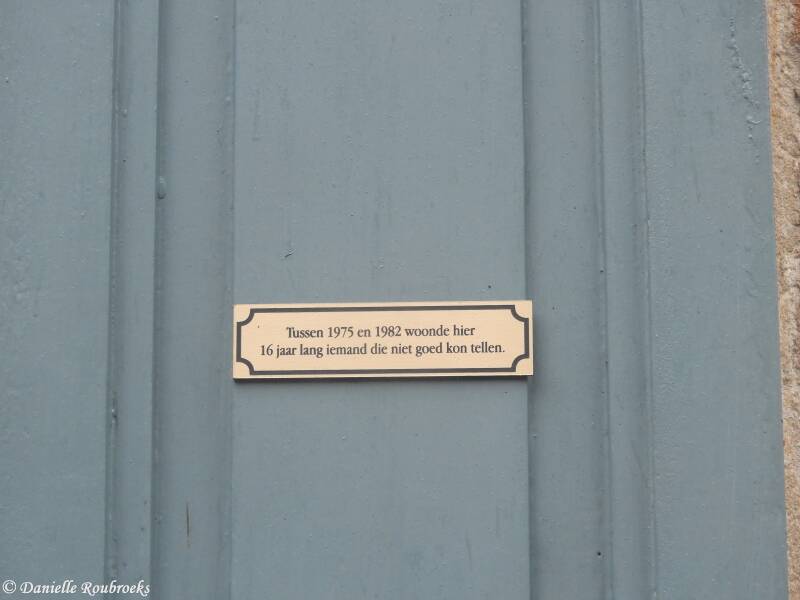 Tussen 1975 en 1982 woonde hier
16 jaar lang iemand die niet goed kon tellen.
© Danielle Roubroeks